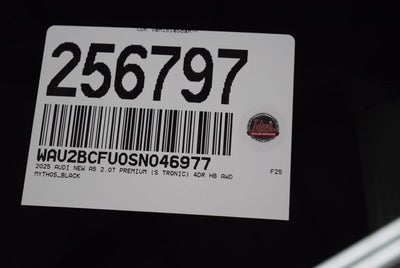 256797
WAU2BCFU0SN046977
2025 AUDI NEW A5 2.0T PREMIUM (S TRONIC) 4DR HB AWD F25
MYTHOS_BLACK